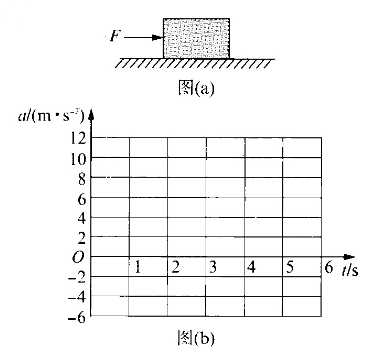 F
图(a)
a/(m·s⁻²)
12
10
8
6
4
2
O 1 2 3 4 5 6 t/s
-2
-4
-6
图(b)